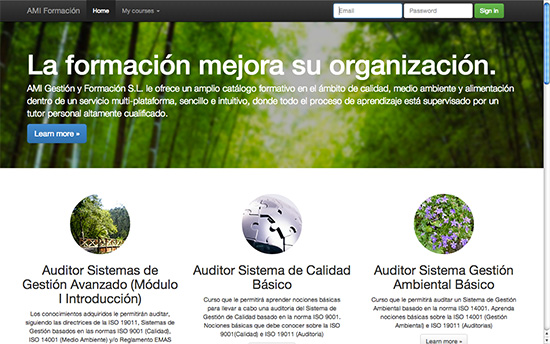 AMI Formación Home My courses Email Password Sign in
La formación mejora su organización.
AMI Gestión y Formación S.L. le ofrece un amplio catálogo formativo en el ámbito de calidad, medio ambiente y alimentación
dentro de un servicio multi-plataforma, sencillo e intuitivo, donde todo el proceso de aprendizaje está supervisado por un
tutor personal altamente cualificado.
Learn more »
Auditor Sistemas de
Gestión Avanzado (Módulo
I Introducción)
Los conocimientos adquiridos le permitirán auditar,
siguiendo las directrices de la ISO 19011, Sistemas de
Gestión basados en las normas ISO 9001 (Calidad),
ISO 14001 (Medio Ambiente) y/o Reglamento EMAS
Auditor Sistema de Calidad
Básico
Curso que le permitirá aprender nociones básicas
para llevar a cabo una auditoria del Sistema de
Gestión de Calidad basado en la norma ISO 9001.
Nociones básicas que debe conocer sobre la ISO
9001(Calidad) e ISO 19011 (Auditoria)
Auditor Sistema Gestión
Ambiental Básico
Curso que le permitirá auditar un Sistema de Gestión
Ambiental basado en la norma ISO 14001. Aprenda
nociones básicas sobre la ISO 14001 (Gestión
Ambiental) e ISO 19011 (Auditorias)
Learn more »